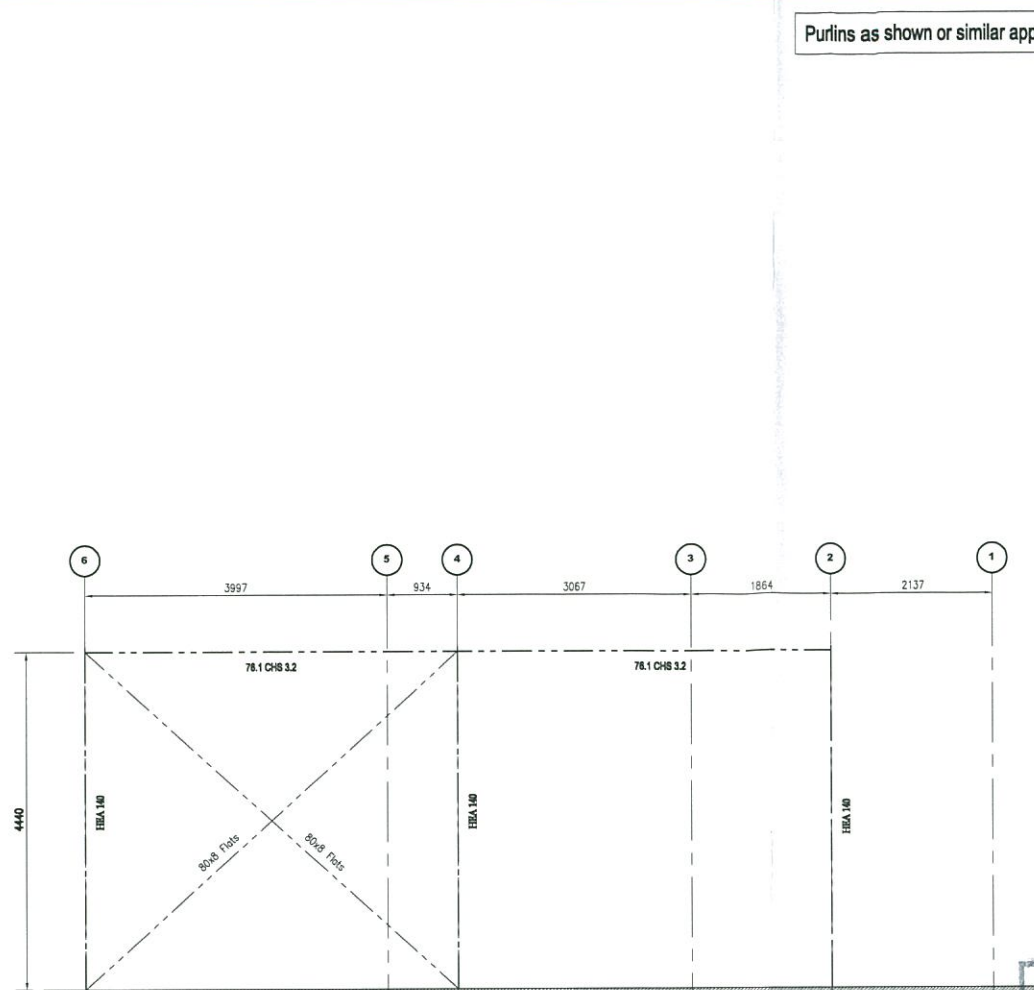 Purlins as shown or similar app
6 5 4 3 2 1
3997 934 3067 1864 2137
76.1 CHS 3.2 76.1 CHS 3.2
4440 HEA 140 HEA 140 HEA 140
80x8 Flats 80x8 Flats